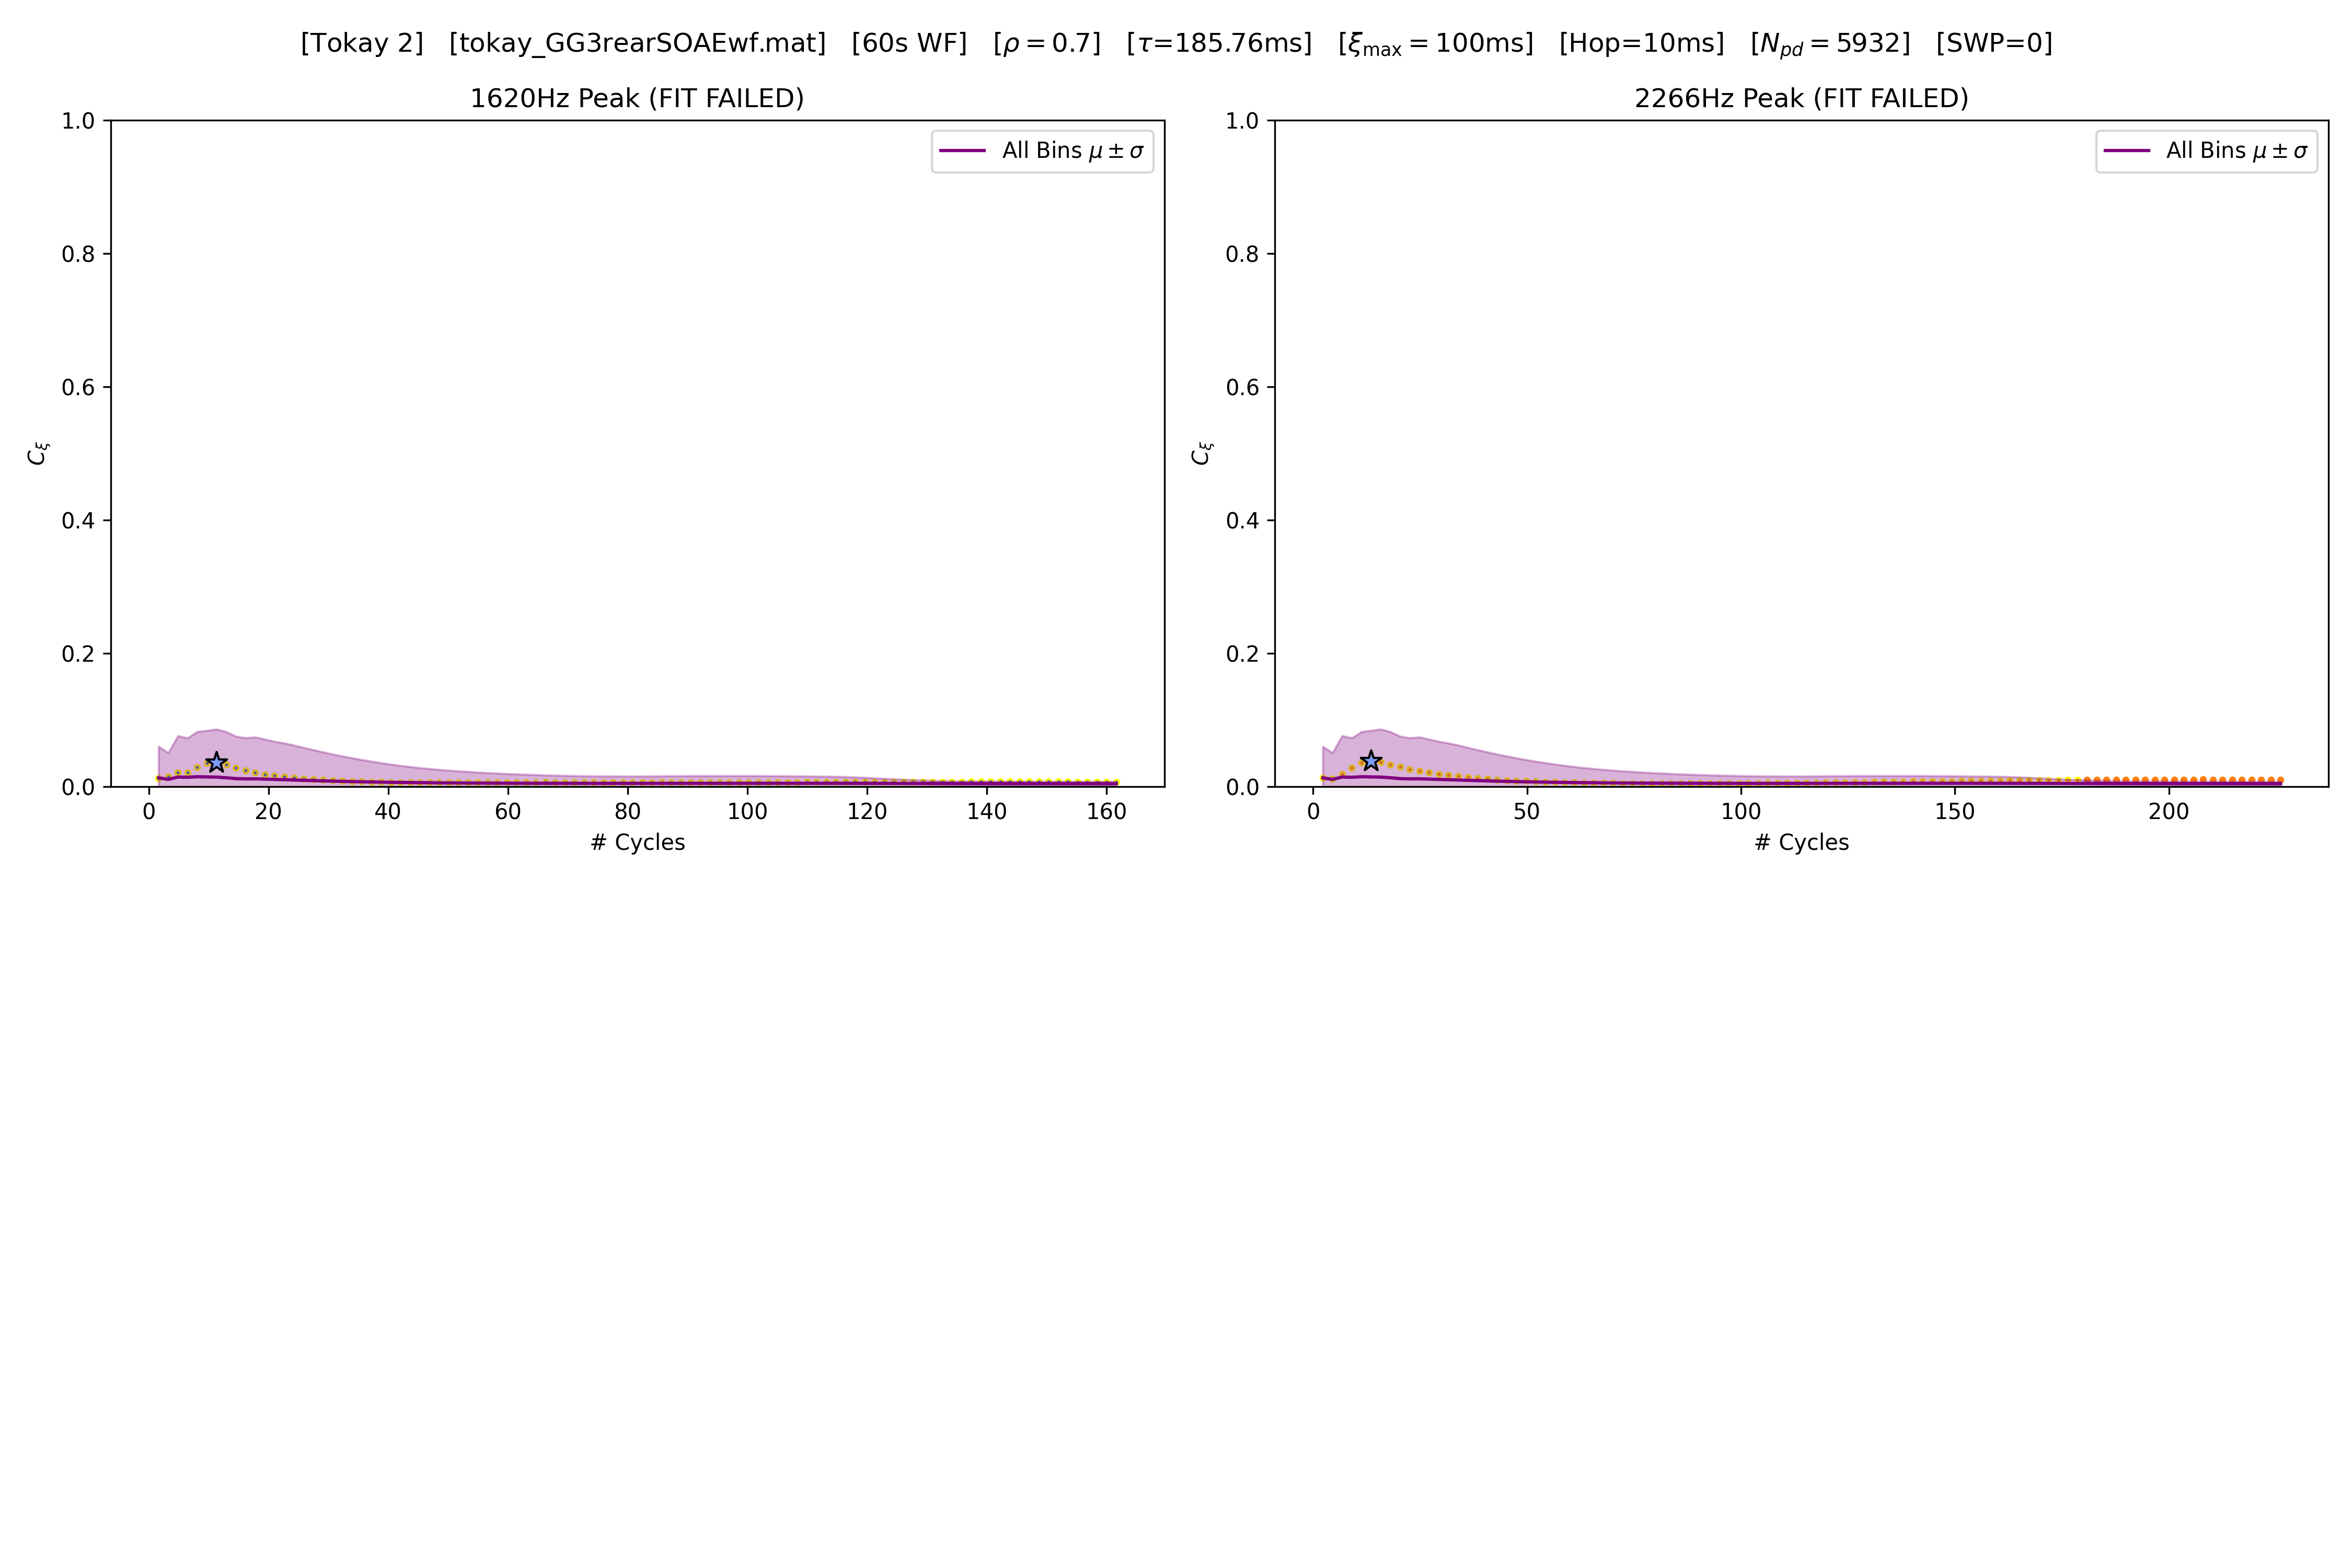 [Tokay 2] [tokay_GG3rearSOAEwf.mat] [60s WF] [ρ = 0.7] [τ=185.76ms] [ξmax = 100ms] [Hop=10ms] [Npd = 5932] [SWP=0]
1620Hz Peak (FIT FAILED)
1.0
0.8
0.6
0.4
0.2
0.0
Cξ
All Bins μ ± σ
0 20 40 60 80 100 120 140 160
# Cycles
2266Hz Peak (FIT FAILED)
1.0
0.8
0.6
0.4
0.2
0.0
Cξ
All Bins μ ± σ
0 50 100 150 200
# Cycles